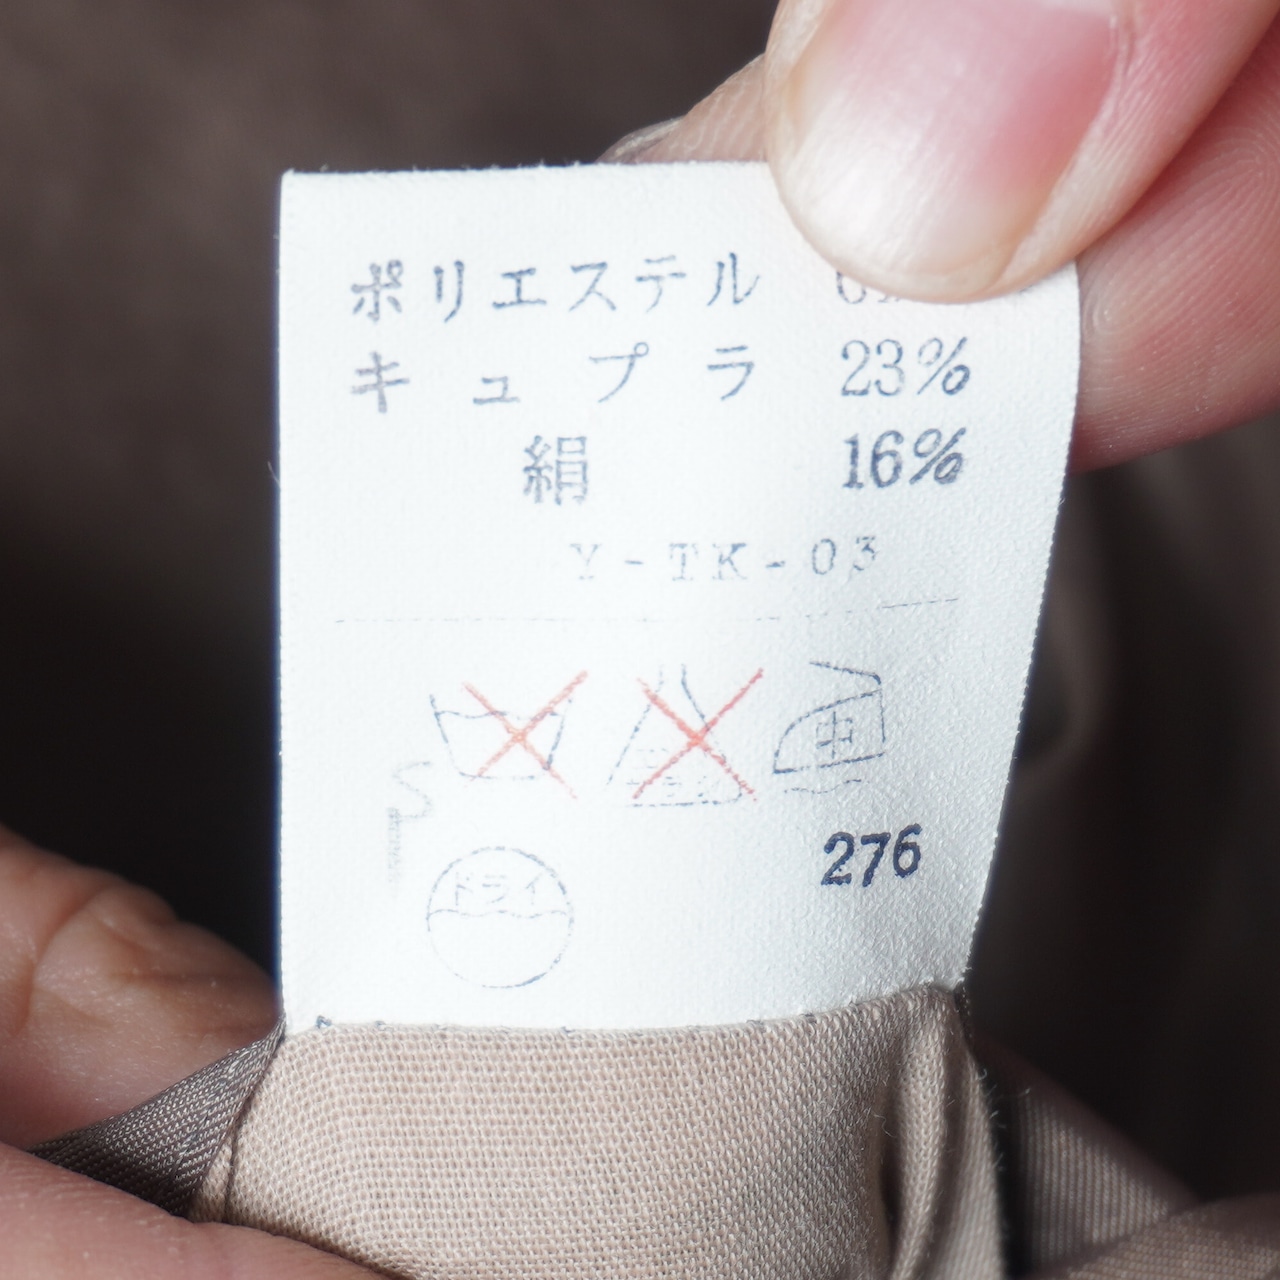 ポリエステル
キュプラ 23%
絹 16%
Y-TK-03
中
276
ドライ